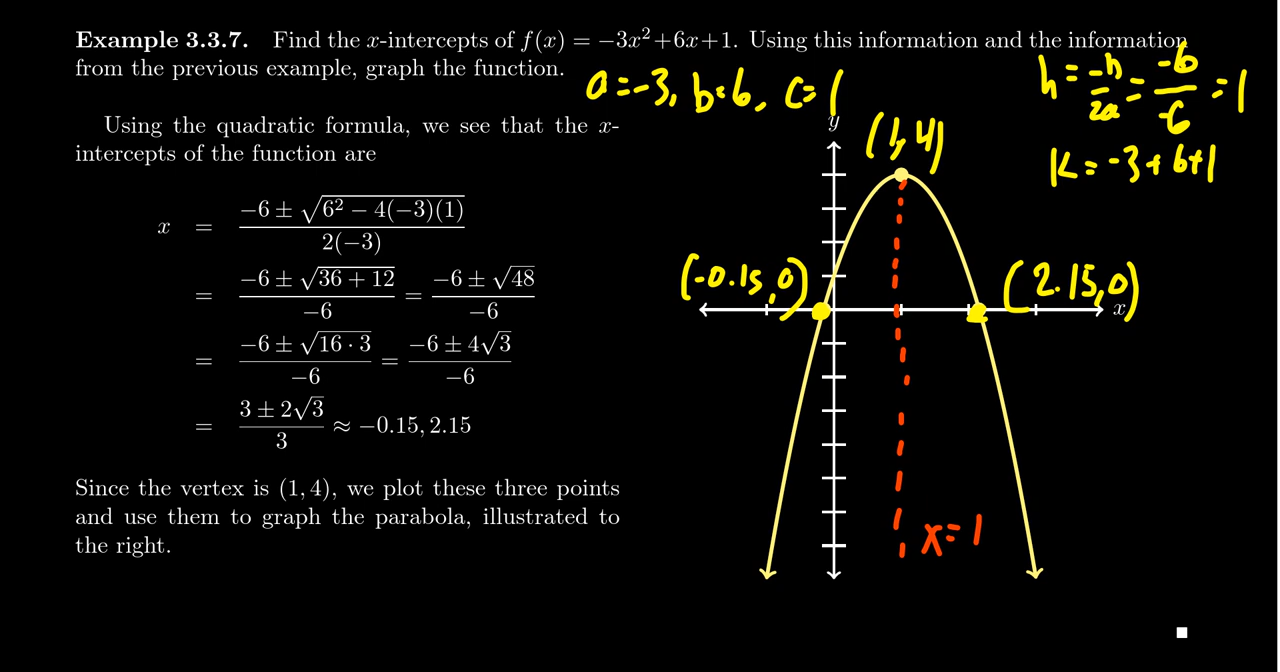 Example 3.3.7. Find the x-intercepts of f(x) = −3x² + 6x + 1. Using this information and the information
from the previous example, graph the function.
a = -3, b = 6, c = 1
h = -b/2a = -6/-6 = 1
k = -3 + 6 + 1
Using the quadratic formula, we see that the x-
intercepts of the function are
x = (−6 ± √(6² − 4(−3)(1)))/(2(−3))
= (−6 ± √(36 + 12))/(−6) = (−6 ± √48)/(−6)
= (−6 ± √(16 · 3))/(−6) = (−6 ± 4√3)/(−6)
= (3 ± 2√3)/3 ≈ −0.15, 2.15
Since the vertex is (1, 4), we plot these three points
and use them to graph the parabola, illustrated to
the right.
y
(1, 4)
(-0.15, 0)
(2.15, 0)
x
x = 1